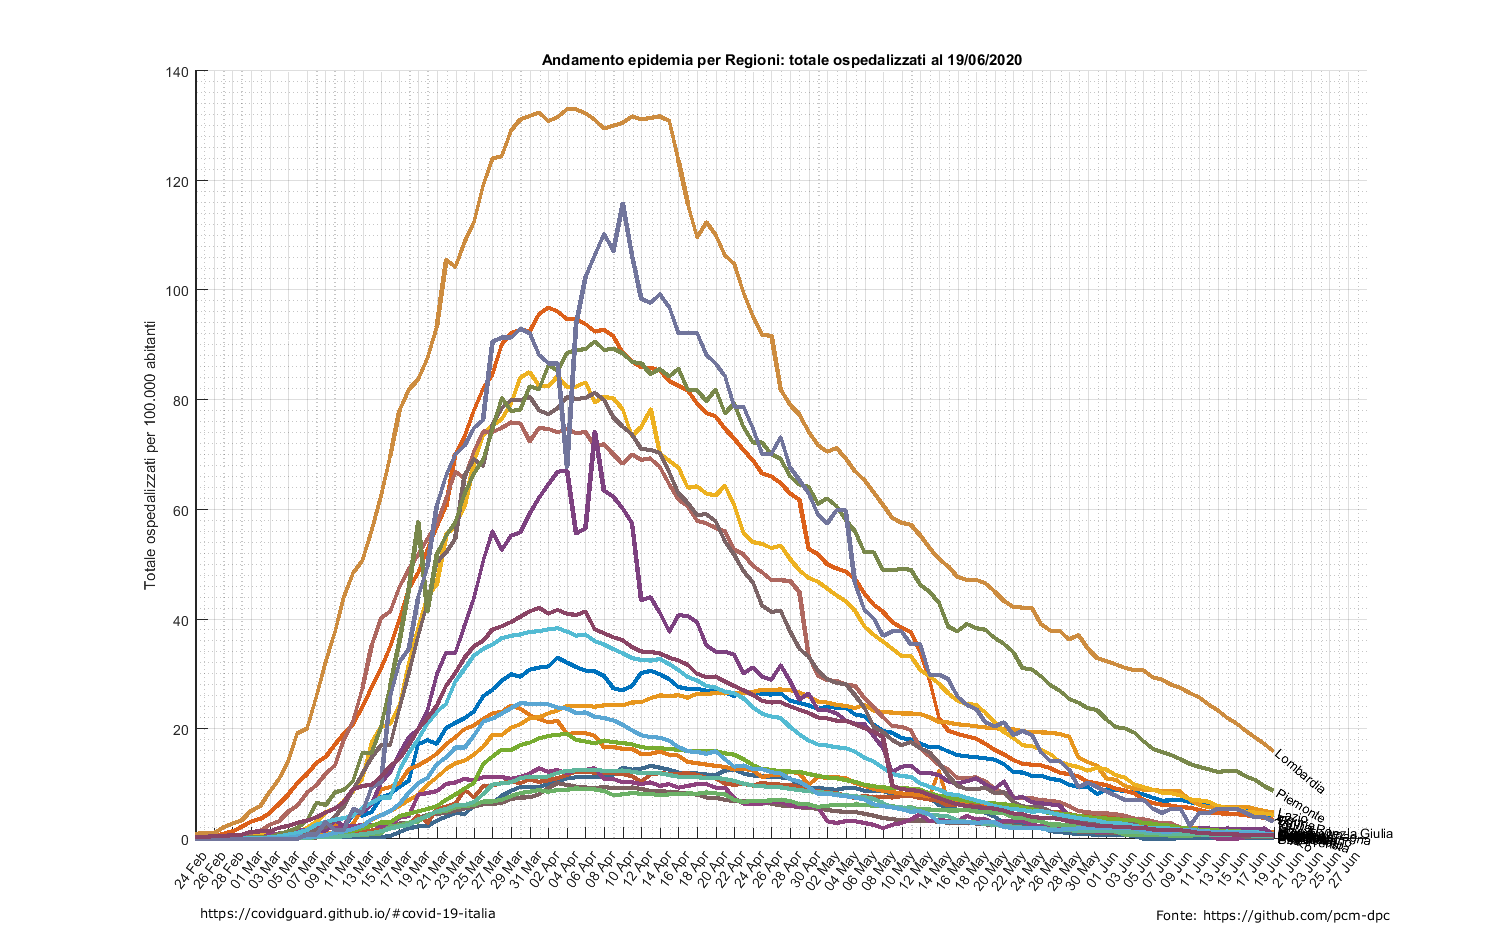 Andamento epidemia per Regioni: totale ospedalizzati al 19/06/2020
Totale ospedalizzati per 100.000 abitanti
140
120
100
80
60
40
20
0
24 Feb
26 Feb
28 Feb
01 Mar
03 Mar
05 Mar
07 Mar
09 Mar
11 Mar
13 Mar
15 Mar
17 Mar
19 Mar
21 Mar
23 Mar
25 Mar
27 Mar
29 Mar
31 Mar
02 Apr
04 Apr
06 Apr
08 Apr
10 Apr
12 Apr
14 Apr
16 Apr
18 Apr
20 Apr
22 Apr
24 Apr
26 Apr
28 Apr
30 Apr
02 May
04 May
06 May
08 May
10 May
12 May
14 May
16 May
18 May
20 May
22 May
24 May
26 May
28 May
30 May
01 Jun
03 Jun
05 Jun
07 Jun
09 Jun
11 Jun
13 Jun
15 Jun
17 Jun
19 Jun
21 Jun
23 Jun
25 Jun
27 Jun
Lombardia
Piemonte
Lazio
Giulia
https://covidguard.github.io/#covid-19-italia
Fonte: https://github.com/pcm-dpc